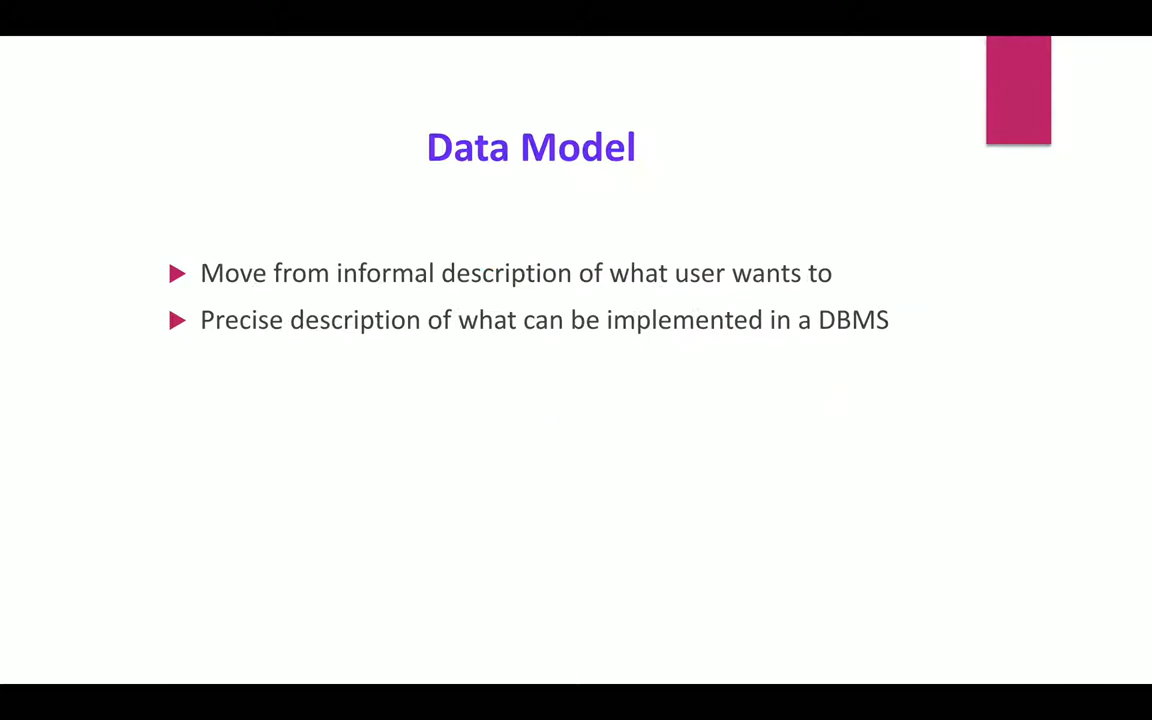 Data Model
Move from informal description of what user wants to
Precise description of what can be implemented in a DBMS